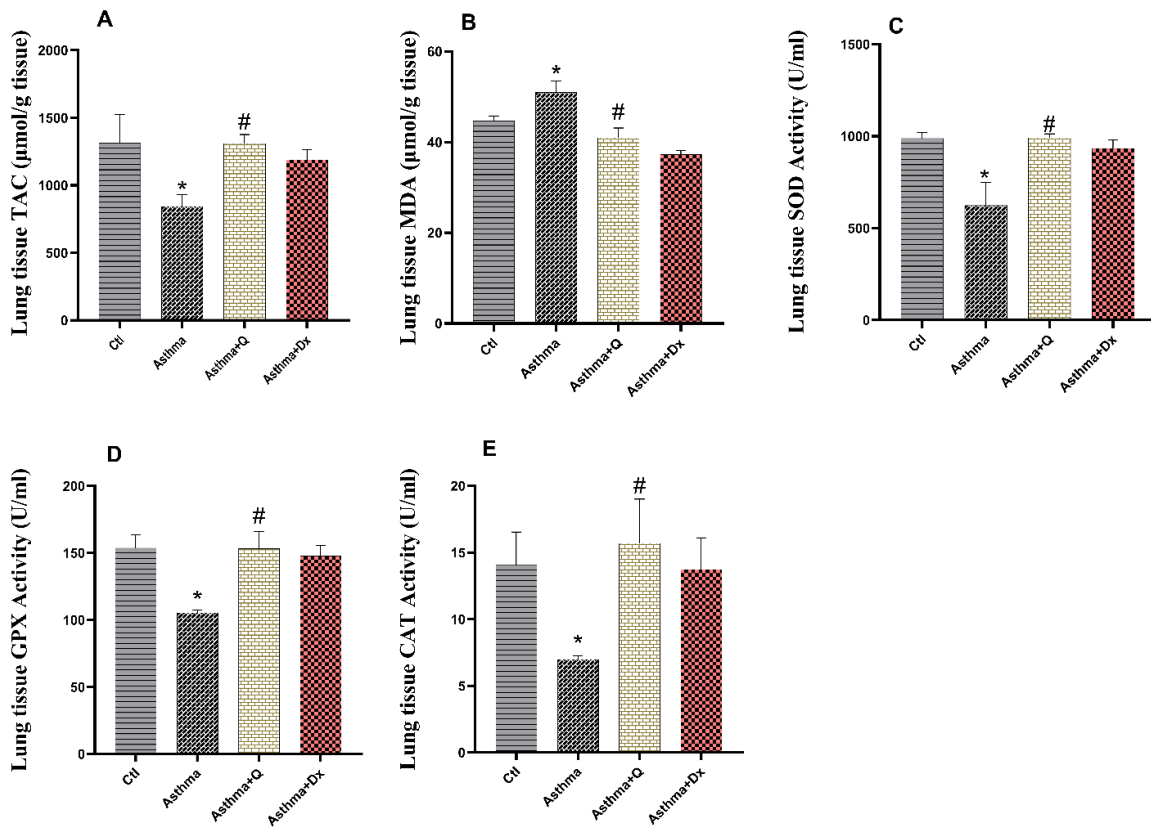 A
Lung tissue TAC (µmol/g tissue)
2000
1500
1000
500
0
*
#
Ctl
Asthma
Asthma+Q
Asthma+Dx
B
Lung tissue MDA (µmol/g tissue)
60
40
20
0
*
#
Ctl
Asthma
Asthma+Q
Asthma+Dx
C
Lung tissue SOD Activity (U/ml)
1500
1000
500
0
*
#
Ctl
Asthma
Asthma+Q
Asthma+Dx
D
Lung tissue GPX Activity (U/ml)
200
150
100
50
0
*
#
Ctl
Asthma
Asthma+Q
Asthma+Dx
E
Lung tissue CAT Activity (U/ml)
20
15
10
5
0
*
#
Ctl
Asthma
Asthma+Q
Asthma+Dx